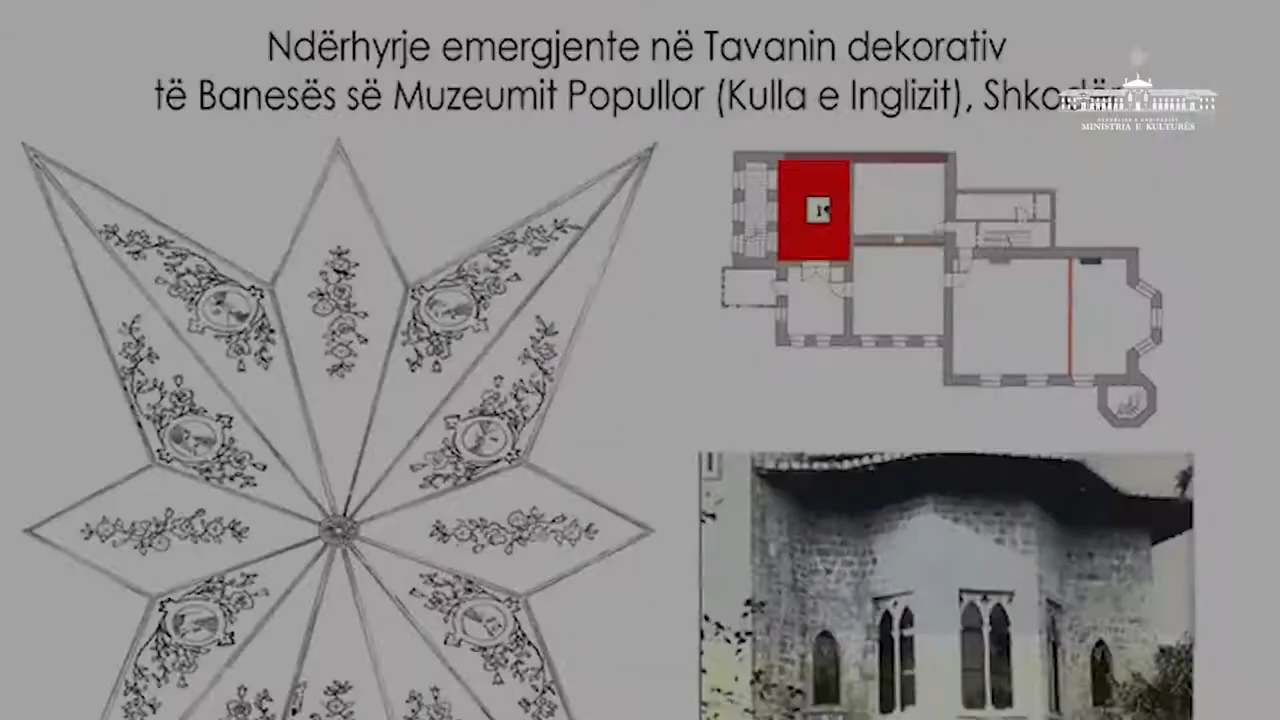 Ndërhyrje emergjente në Tavanin dekorativ
të Banesës së Muzeumit Popullor (Kulla e Inglizit),
MINISTRIA E KULTURËS